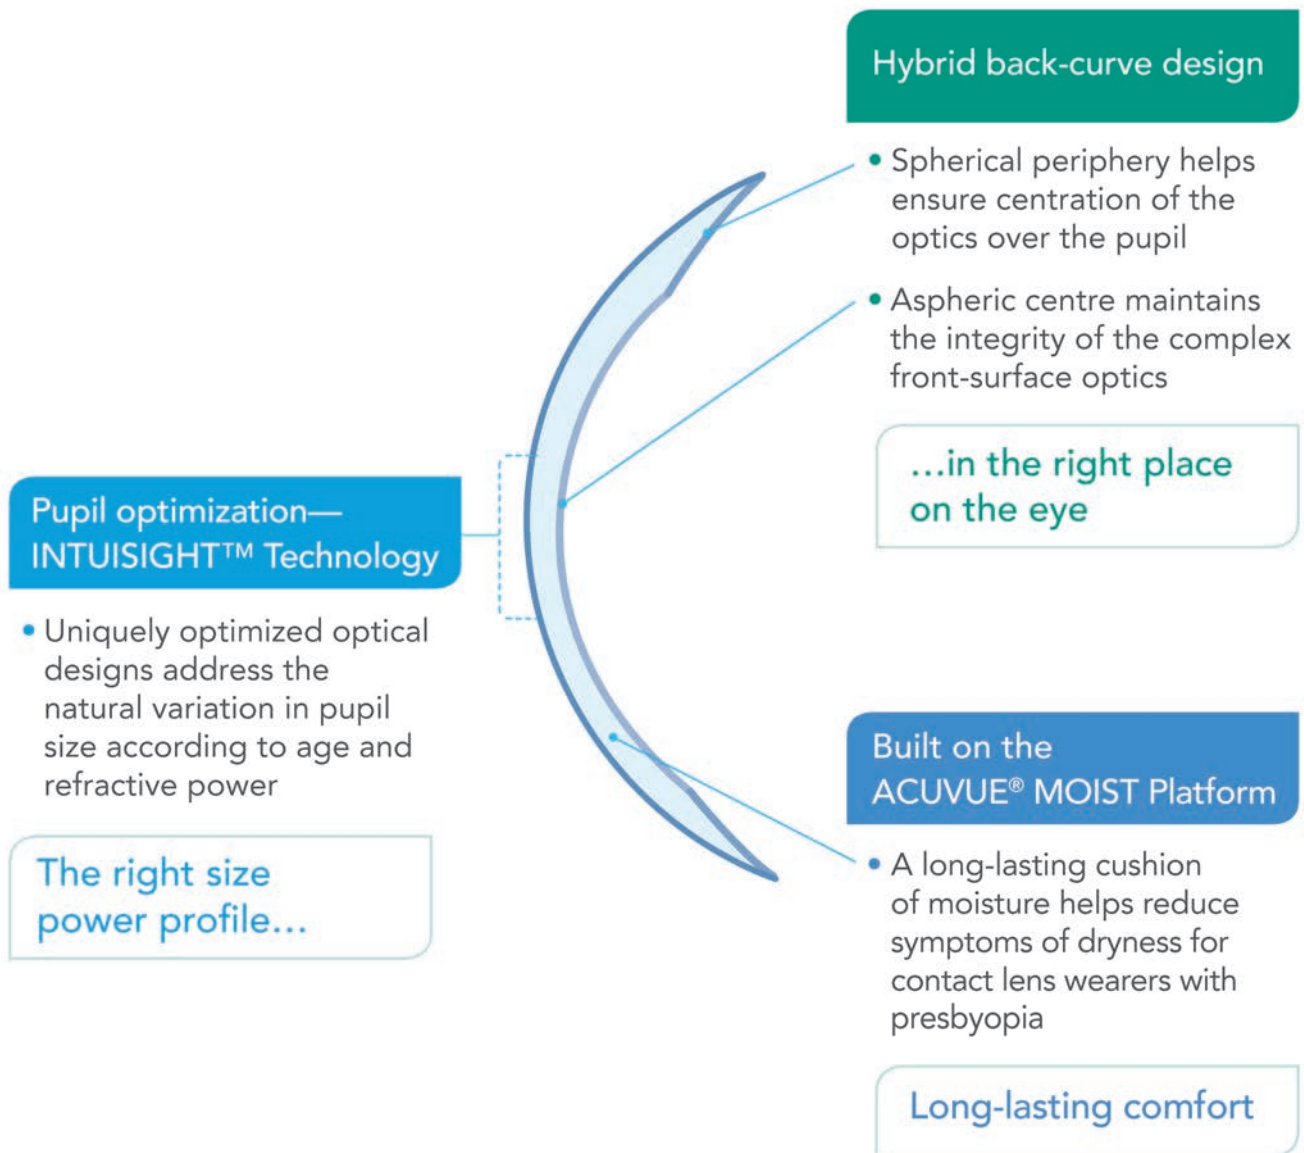 Hybrid back-curve design
• Spherical periphery helps
ensure centration of the
optics over the pupil
• Aspheric centre maintains
the integrity of the complex
front-surface optics
...in the right place
on the eye
Pupil optimization—
INTUISIGHT™ Technology
• Uniquely optimized optical
designs address the
natural variation in pupil
size according to age and
refractive power
The right size
power profile...
Built on the
ACUVUE® MOIST Platform
• A long-lasting cushion
of moisture helps reduce
symptoms of dryness for
contact lens wearers with
presbyopia
Long-lasting comfort